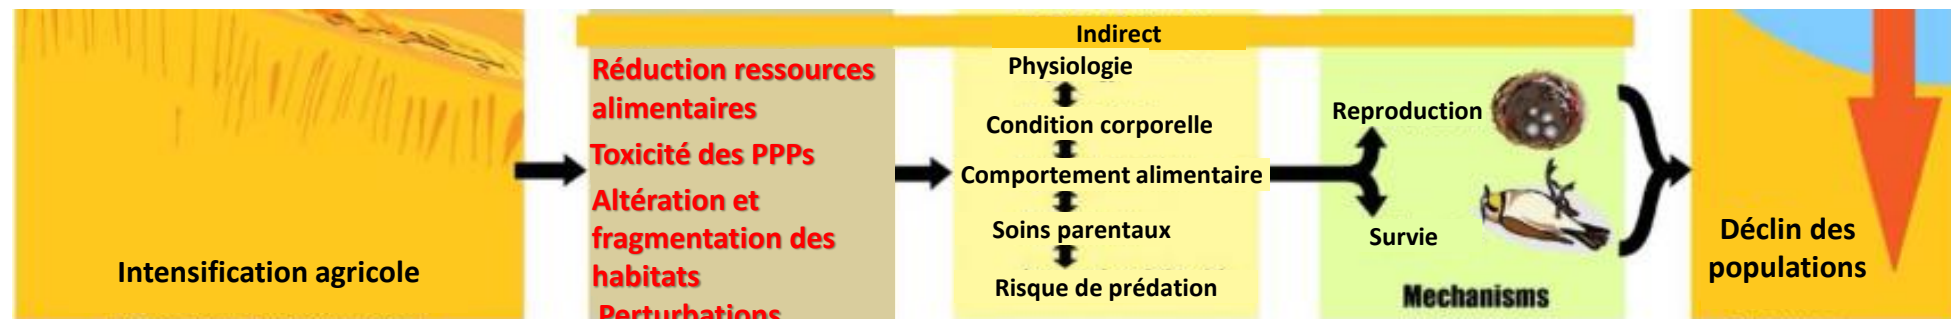 Indirect
Intensification agricole
Réduction ressources
alimentaires
Toxicité des PPPs
Altération et
fragmentation des
habitats
Perturbations
Physiologie
Condition corporelle
Comportement alimentaire
Soins parentaux
Risque de prédation
Reproduction
Survie
Mechanisms
Déclin des
populations